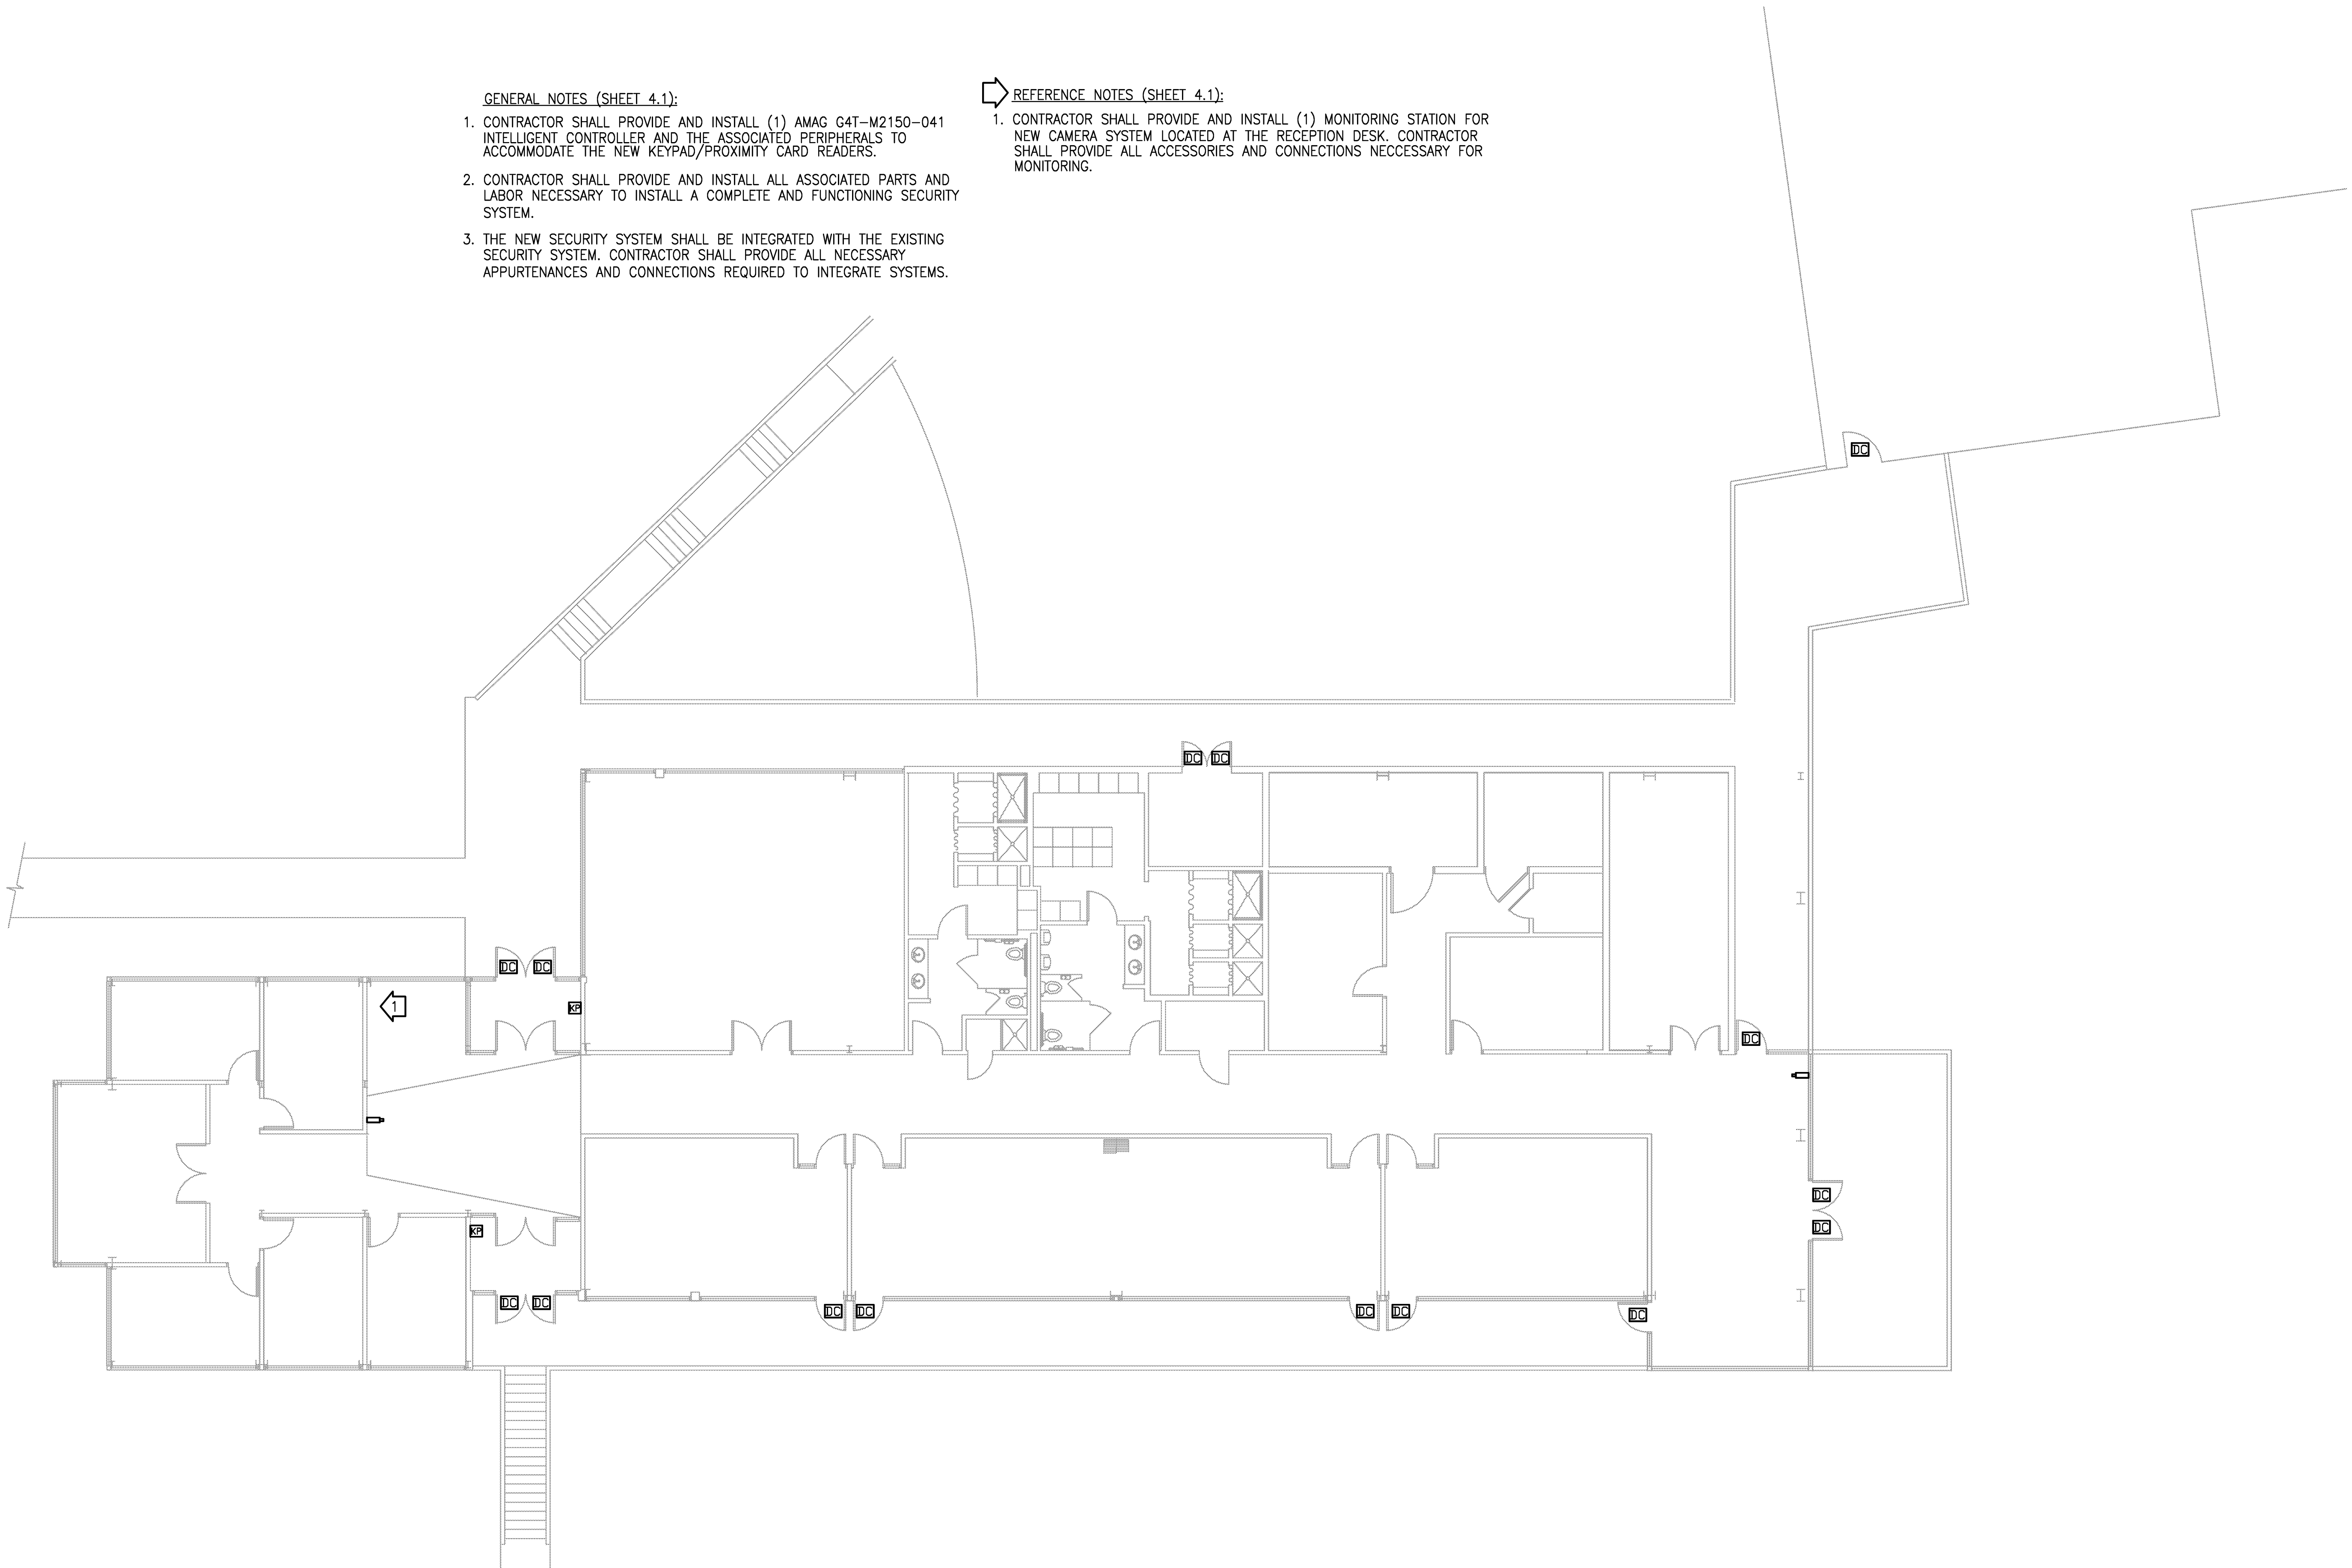 GENERAL NOTES (SHEET 4.1):
1. CONTRACTOR SHALL PROVIDE AND INSTALL (1) AMAG G4T-M2150-041
INTELLIGENT CONTROLLER AND THE ASSOCIATED PERIPHERALS TO
ACCOMMODATE THE NEW KEYPAD/PROXIMITY CARD READERS.
2. CONTRACTOR SHALL PROVIDE AND INSTALL ALL ASSOCIATED PARTS AND
LABOR NECESSARY TO INSTALL A COMPLETE AND FUNCTIONING SECURITY
SYSTEM.
3. THE NEW SECURITY SYSTEM SHALL BE INTEGRATED WITH THE EXISTING
SECURITY SYSTEM. CONTRACTOR SHALL PROVIDE ALL NECESSARY
APPURTENANCES AND CONNECTIONS REQUIRED TO INTEGRATE SYSTEMS.
REFERENCE NOTES (SHEET 4.1):
1. CONTRACTOR SHALL PROVIDE AND INSTALL (1) MONITORING STATION FOR
NEW CAMERA SYSTEM LOCATED AT THE RECEPTION DESK. CONTRACTOR
SHALL PROVIDE ALL ACCESSORIES AND CONNECTIONS NECCESSARY FOR
MONITORING.
DC
DC DC
DC DC
1
KP
DC
DC
DC
KP
DC DC
DC DC
DC DC
DC